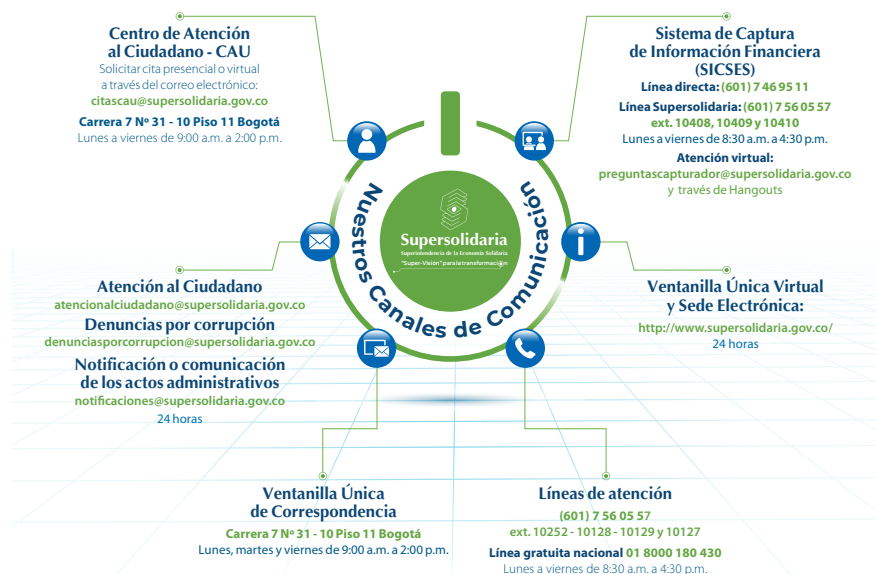 Centro de Atención
al Ciudadano - CAU
Solicitar cita presencial o virtual
a través del correo electrónico:
citascau@supersolidaria.gov.co
Carrera 7 Nº 31 - 10 Piso 11 Bogotá
Lunes a viernes de 9:00 a.m. a 2:00 p.m.
Sistema de Captura
de Información Financiera
(SICSES)
Línea directa: (601) 7 46 95 11
Línea Supersolidaria: (601) 7 56 05 57
ext. 10408, 10409 y 10410
Lunes a viernes de 8:30 a.m. a 4:30 p.m.
Atención virtual:
preguntascapturador@supersolidaria.gov.co
y través de Hangouts
Nuestros Canales de Comunicación
Supersolidaria
Superintendencia de la Economía Solidaria
"Super-Visión" para la transformación
Atención al Ciudadano
atencionalciudadano@supersolidaria.gov.co
Denuncias por corrupción
denunciasporcorrupcion@supersolidaria.gov.co
Notificación o comunicación
de los actos administrativos
notificaciones@supersolidaria.gov.co
24 horas
Ventanilla Única Virtual
y Sede Electrónica:
http://www.supersolidaria.gov.co/
24 horas
Ventanilla Única
de Correspondencia
Carrera 7 Nº 31 - 10 Piso 11 Bogotá
Lunes, martes y viernes de 9:00 a.m. a 2:00 p.m.
Líneas de atención
(601) 7 56 05 57
ext. 10252 - 10128 - 10129 y 10127
Línea gratuita nacional 01 8000 180 430
Lunes a viernes de 8:30 a.m. a 4:30 p.m.